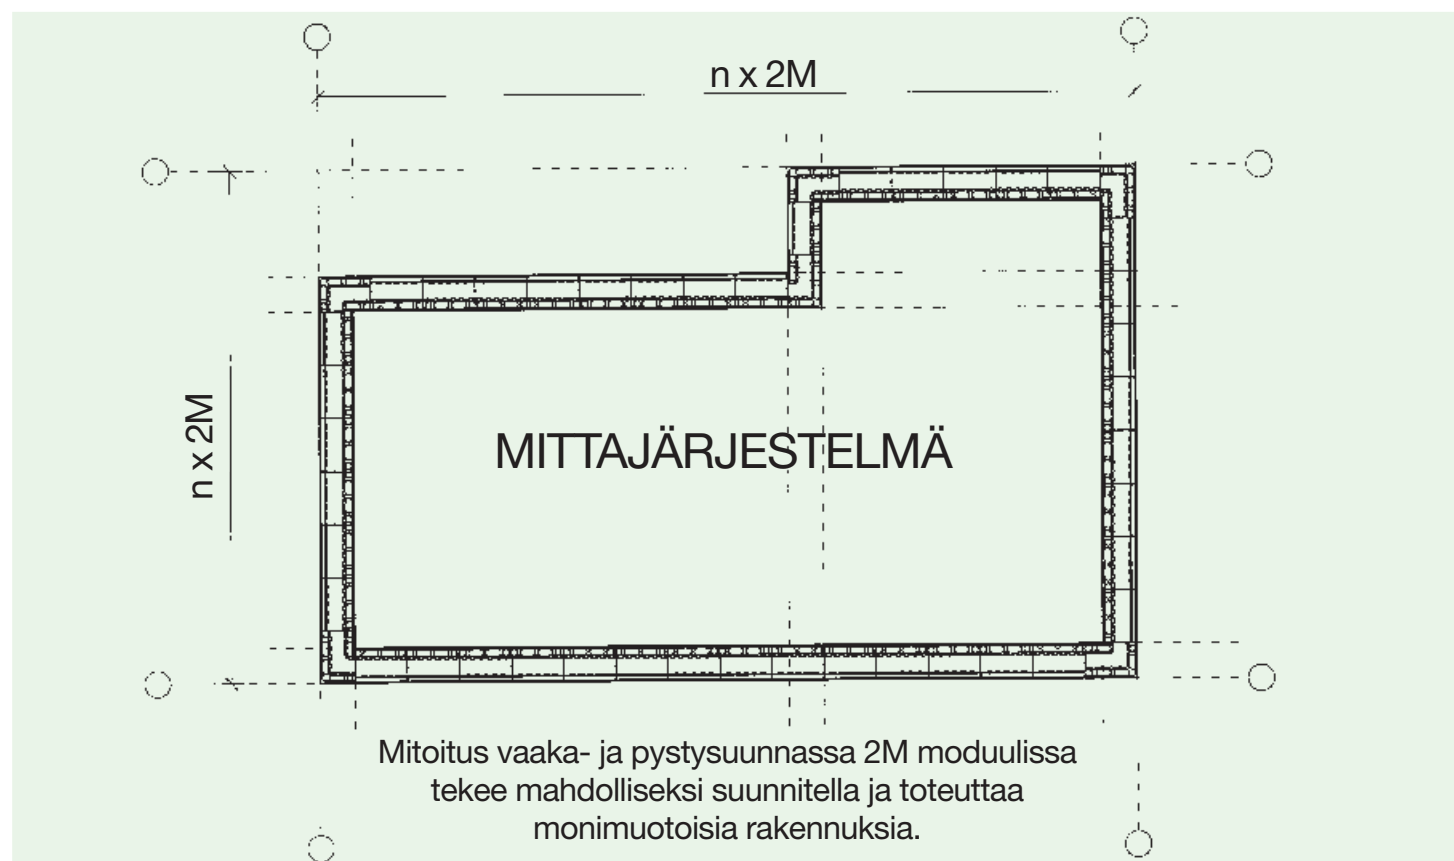 n x 2M
n x 2M
MITTAJÄRJESTELMÄ
Mitoitus vaaka- ja pystysuunnassa 2M moduulissa
tekee mahdolliseksi suunnitella ja toteuttaa
monimuotoisia rakennuksia.